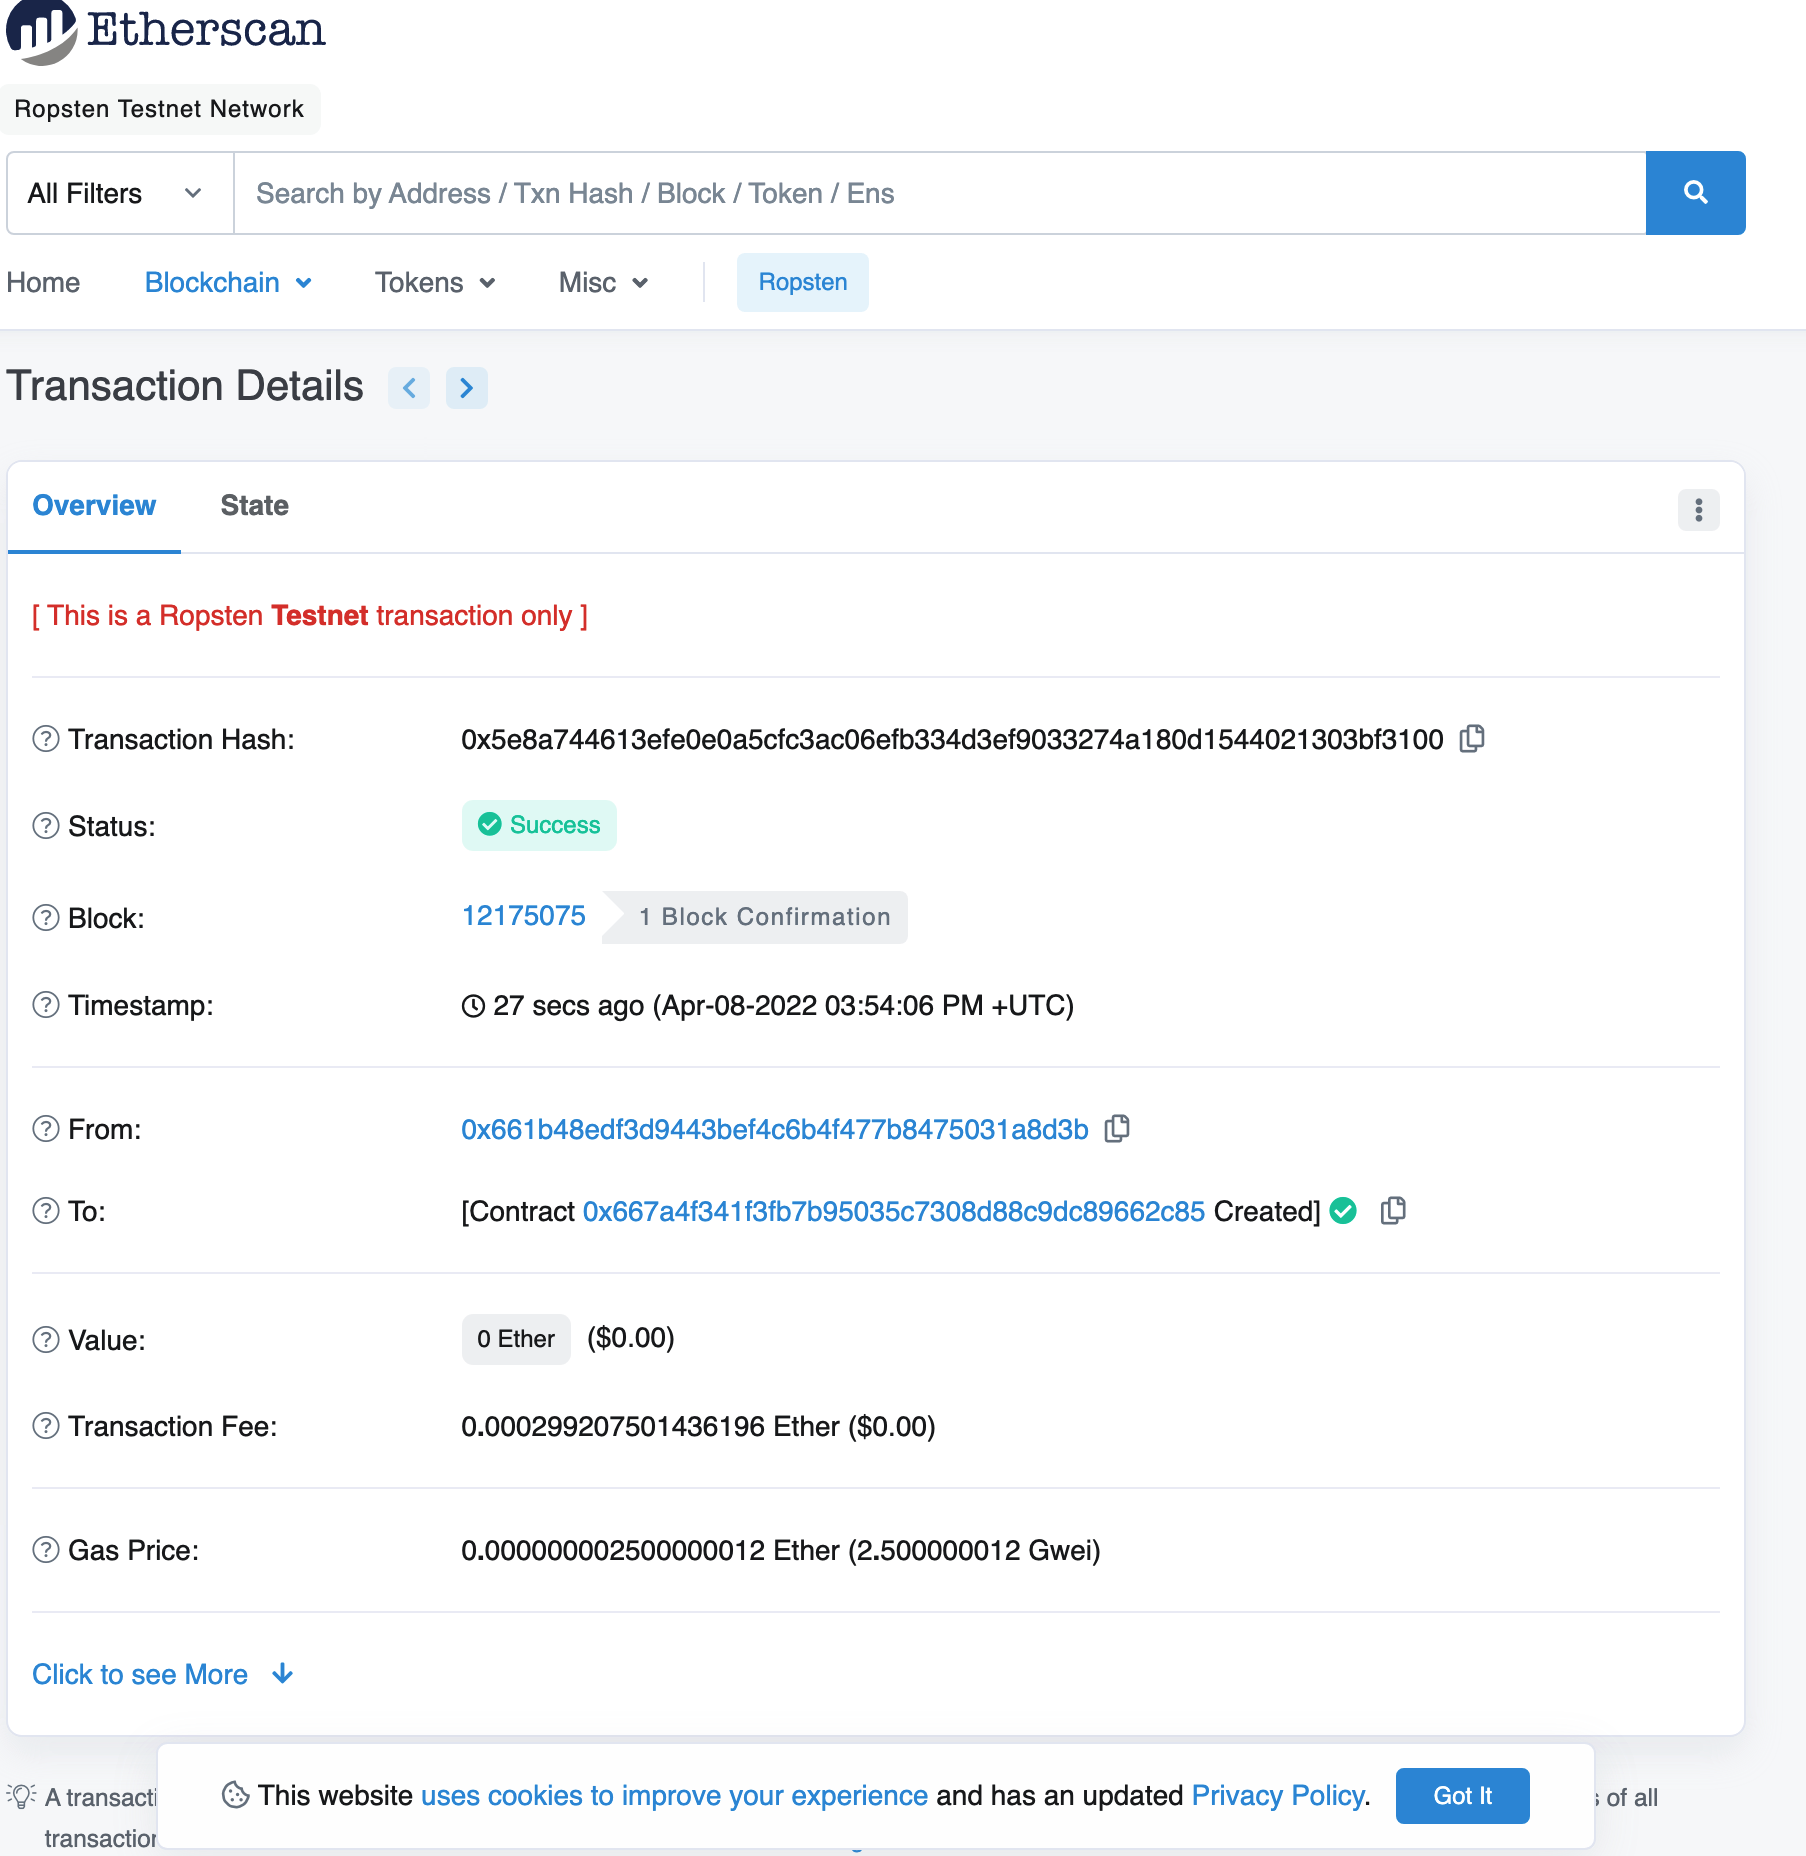 Etherscan
Ropsten Testnet Network
All Filters
Search by Address / Txn Hash / Block / Token / Ens
Home Blockchain Tokens Misc Ropsten
Transaction Details
Overview State
[ This is a Ropsten Testnet transaction only ]
Transaction Hash: 0x5e8a744613efe0e0a5cfc3ac06efb334d3ef9033274a180d1544021303bf3100
Status: Success
Block: 12175075 1 Block Confirmation
Timestamp: 27 secs ago (Apr-08-2022 03:54:06 PM +UTC)
From: 0x661b48edf3d9443bef4c6b4f477b8475031a8d3b
To: [Contract 0x667a4f341f3fb7b95035c7308d88c9dc89662c85 Created]
Value: 0 Ether ($0.00)
Transaction Fee: 0.000299207501436196 Ether ($0.00)
Gas Price: 0.000000002500000012 Ether (2.500000012 Gwei)
Click to see More
This website uses cookies to improve your experience and has an updated Privacy Policy. Got It
A transacti of all
transaction